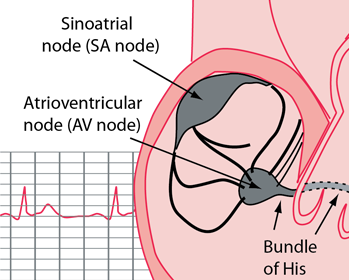 Sinoatrial
node (SA node)
Atrioventricular
node (AV node)
Bundle
of His